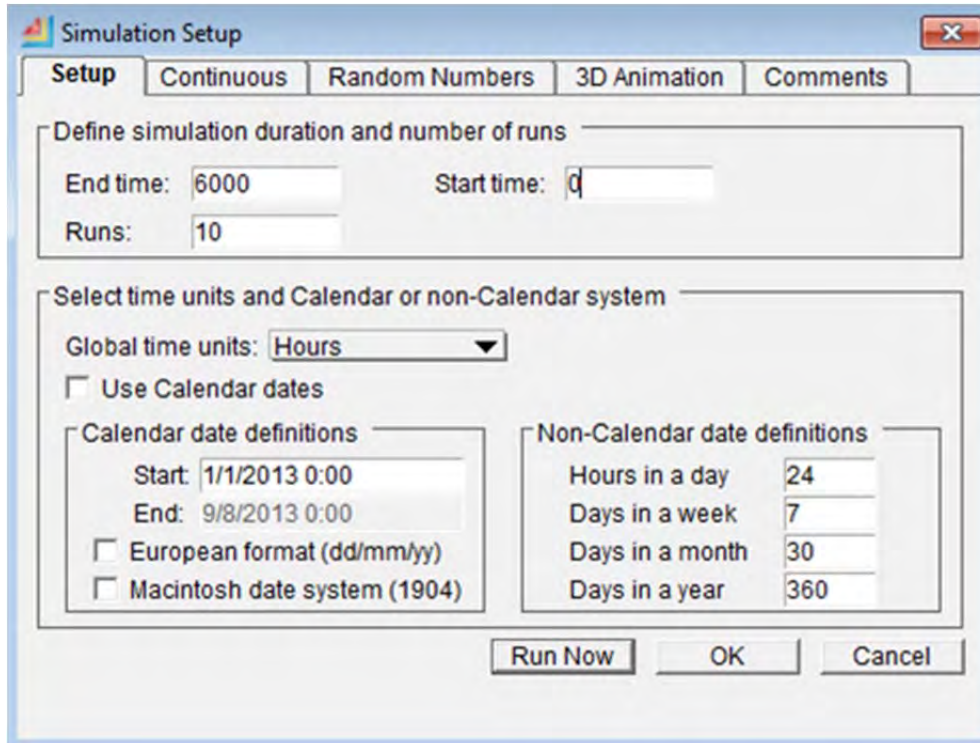 Simulation Setup
Setup Continuous Random Numbers 3D Animation Comments
Define simulation duration and number of runs
End time: 6000 Start time: 0
Runs: 10
Select time units and Calendar or non-Calendar system
Global time units: Hours
Use Calendar dates
Calendar date definitions
Start: 1/1/2013 0:00
End: 9/8/2013 0:00
European format (dd/mm/yy)
Macintosh date system (1904)
Non-Calendar date definitions
Hours in a day 24
Days in a week 7
Days in a month 30
Days in a year 360
Run Now OK Cancel